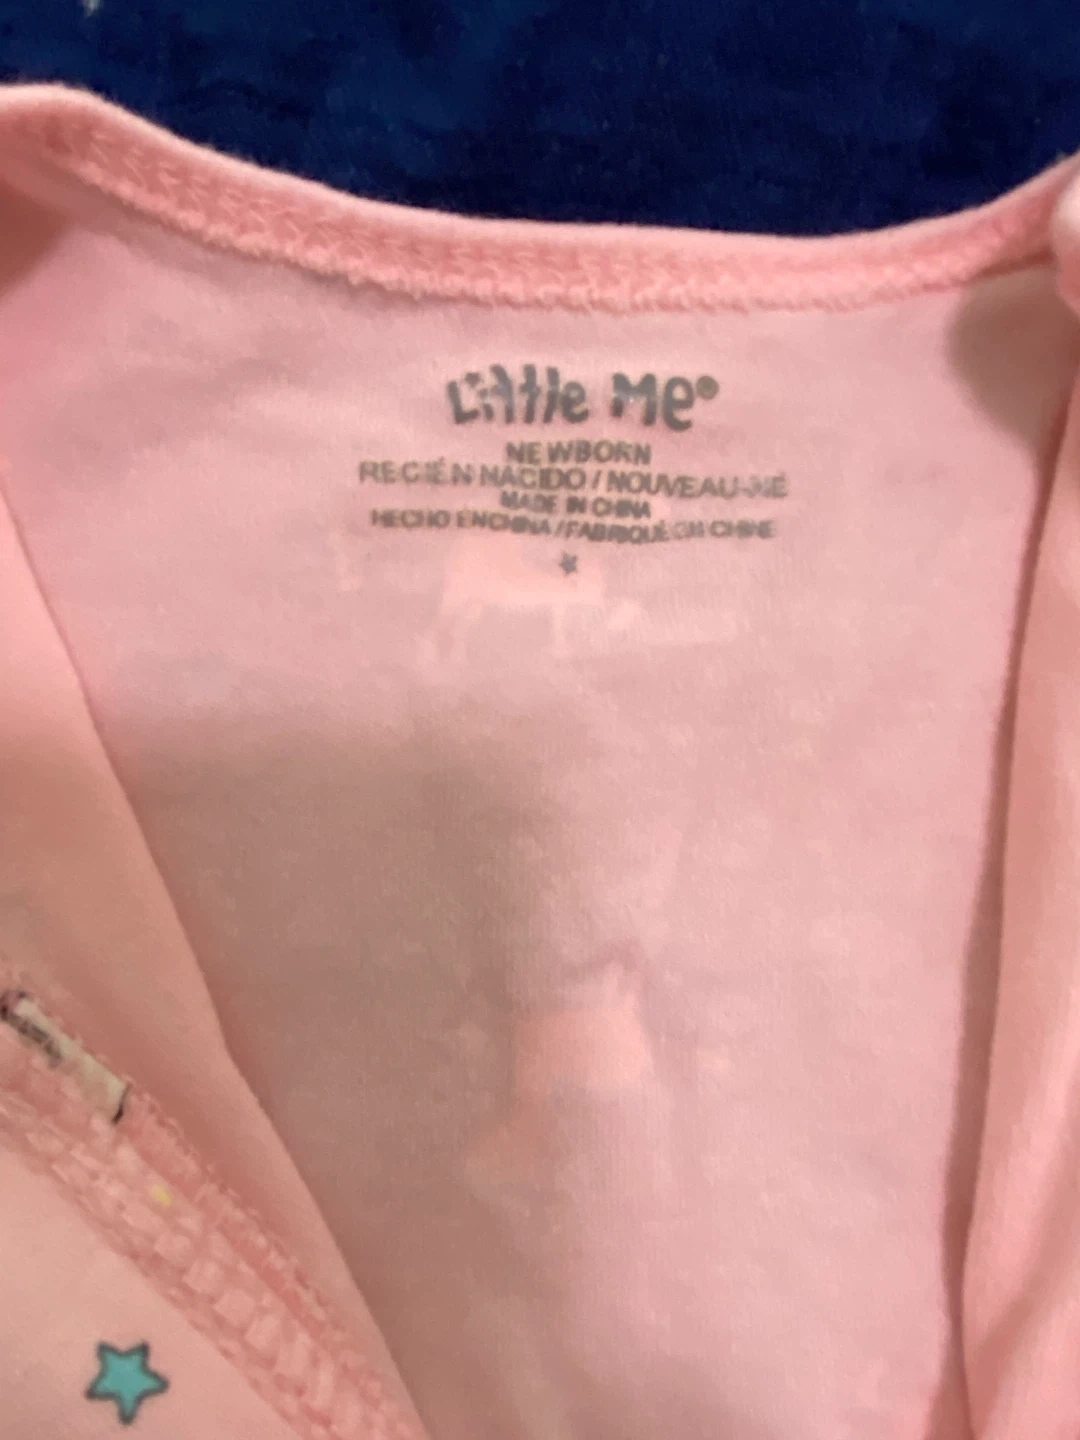 Little Me®
NEWBORN
RECIÉN NACIDO / NOUVEAU-NÉ
MADE IN CHINA
HECHO EN CHINA / FABRIQUÉ EN CHINE